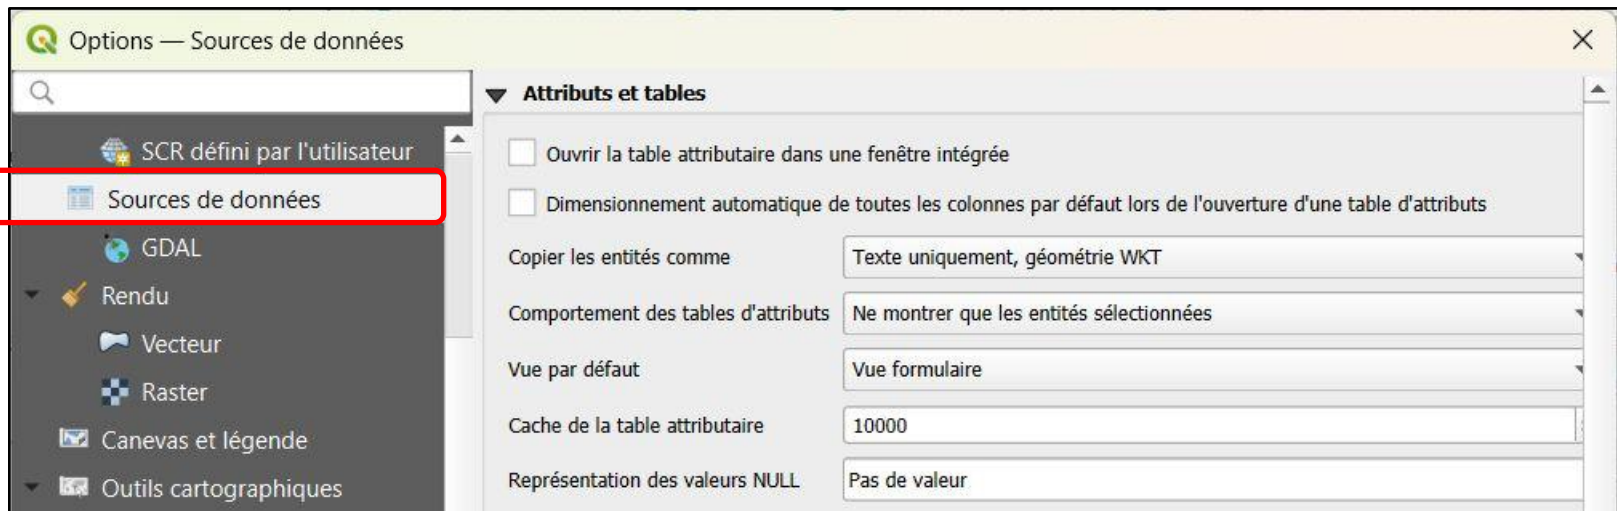 Options — Sources de données
SCR défini par l'utilisateur
Sources de données
GDAL
Rendu
Vecteur
Raster
Canevas et légende
Outils cartographiques
Attributs et tables
Ouvrir la table attributaire dans une fenêtre intégrée
Dimensionnement automatique de toutes les colonnes par défaut lors de l'ouverture d'une table d'attributs
Copier les entités comme Texte uniquement, géométrie WKT
Comportement des tables d'attributs Ne montrer que les entités sélectionnées
Vue par défaut Vue formulaire
Cache de la table attributaire 10000
Représentation des valeurs NULL Pas de valeur